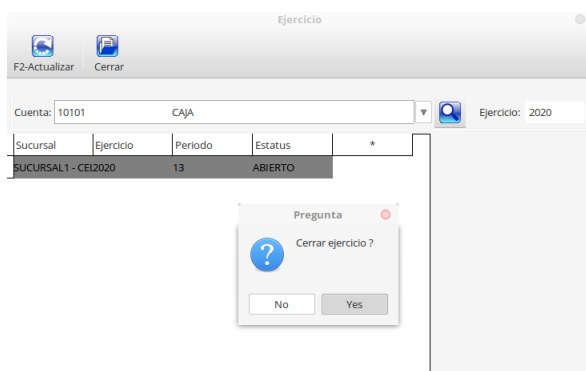 Ejercicio
F2-Actualizar Cerrar
Cuenta: 10101 CAJA Ejercicio: 2020
Sucursal Ejercicio Periodo Estatus *
SUCURSAL1 - CEI2020 13 ABIERTO
Pregunta
Cerrar ejercicio ?
No Yes